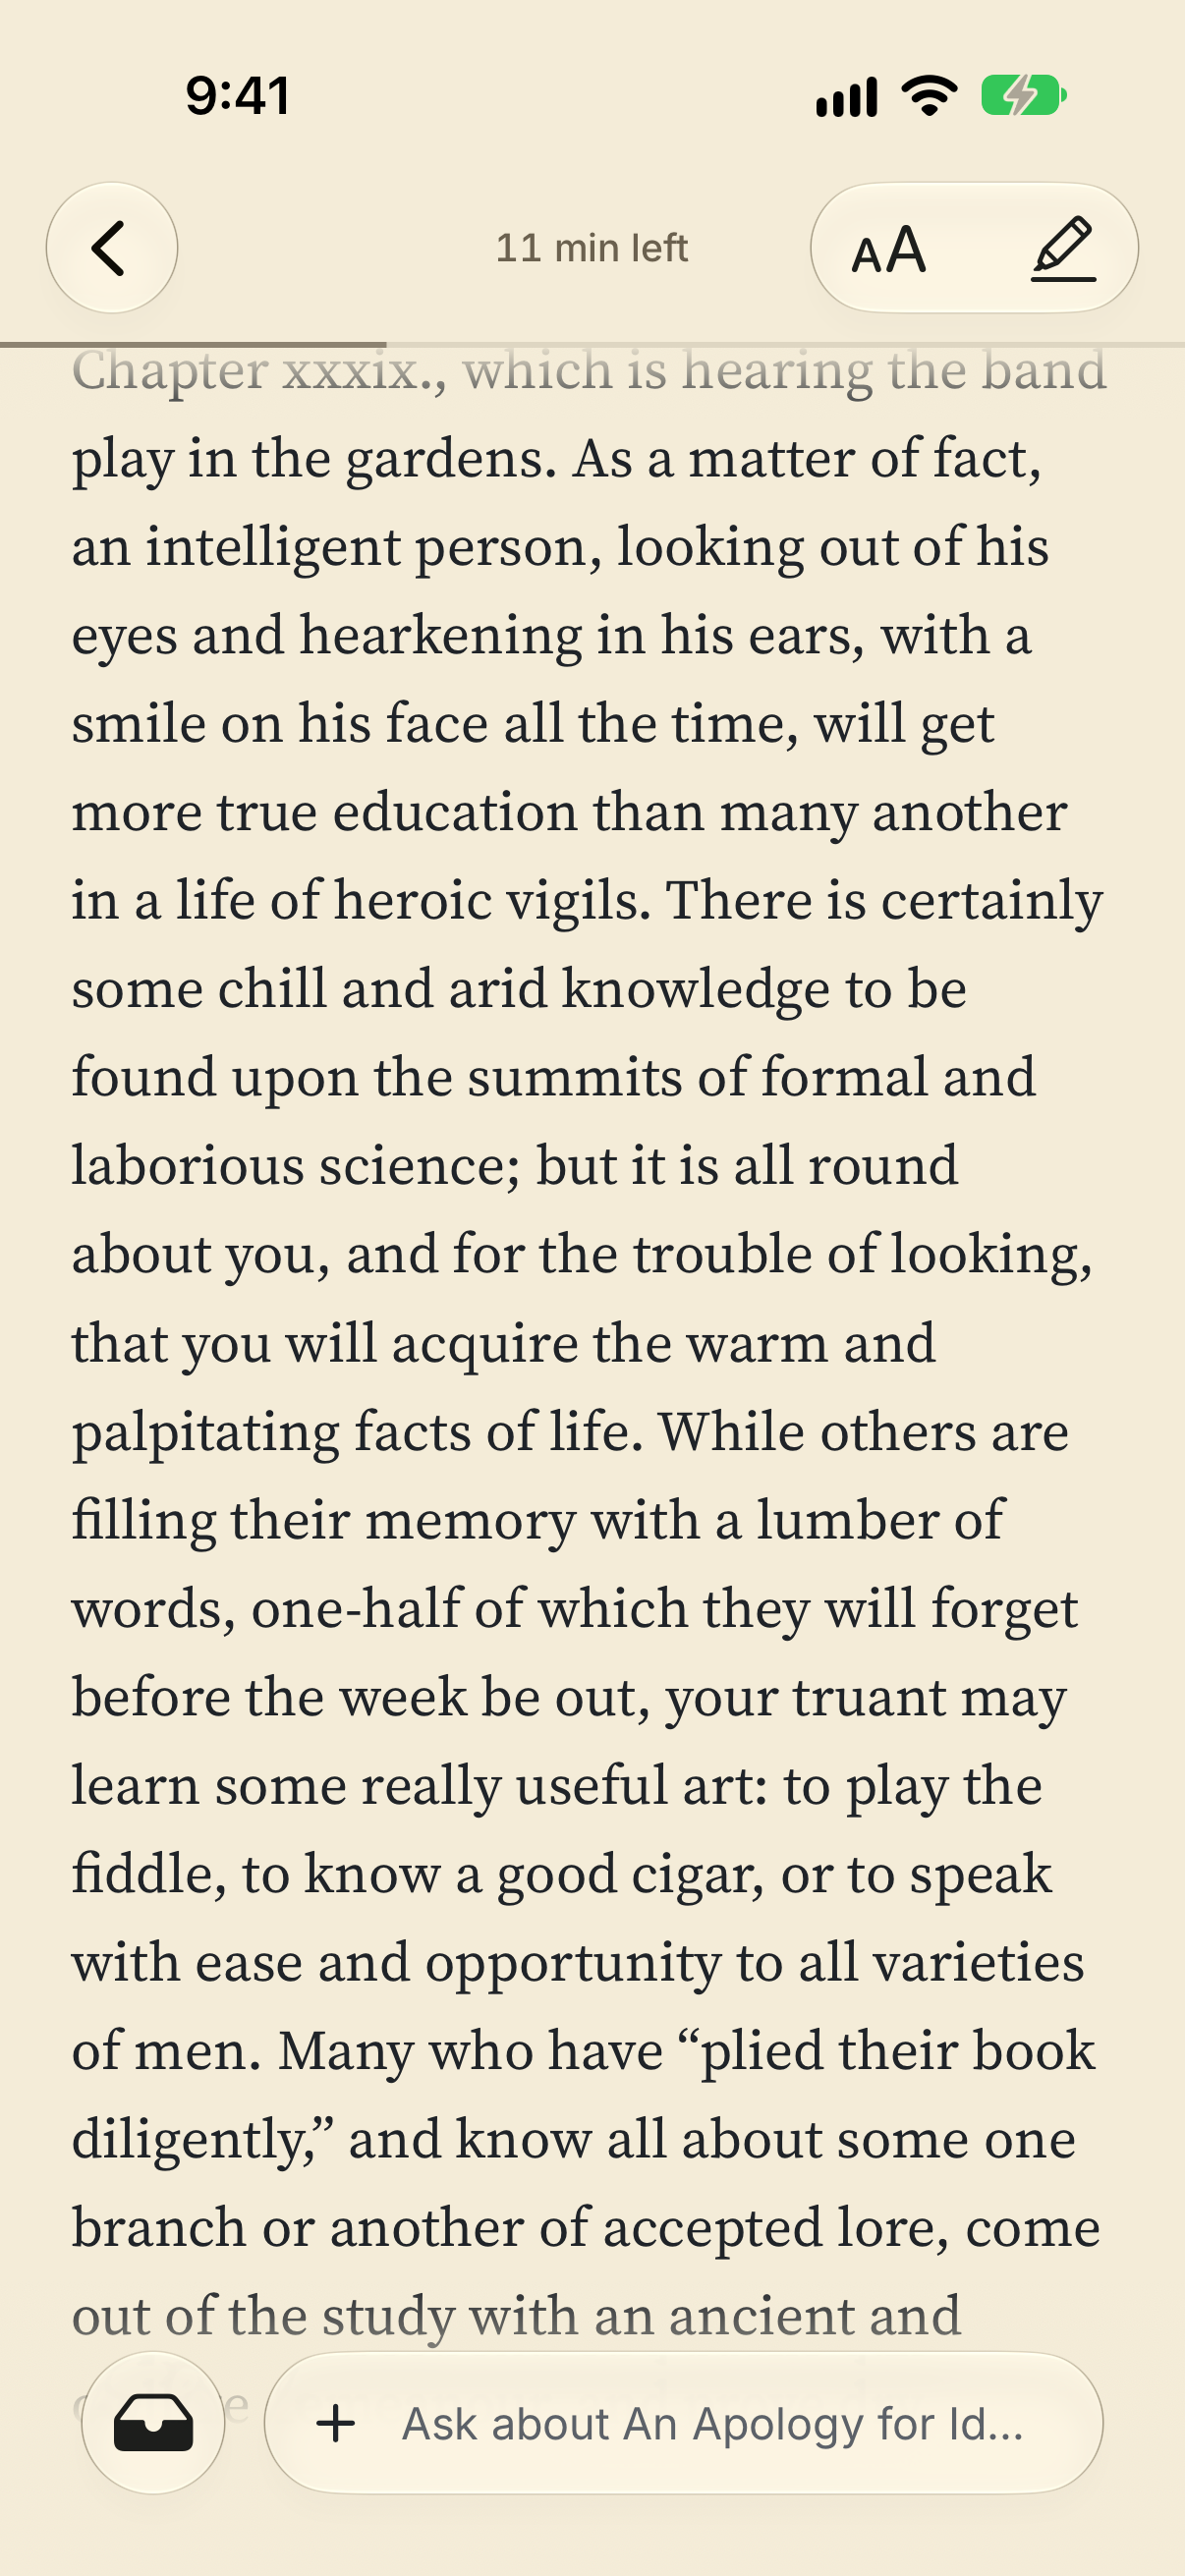 9:41
11 min left
AA
Chapter xxxix., which is hearing the band
play in the gardens. As a matter of fact,
an intelligent person, looking out of his
eyes and hearkening in his ears, with a
smile on his face all the time, will get
more true education than many another
in a life of heroic vigils. There is certainly
some chill and arid knowledge to be
found upon the summits of formal and
laborious science; but it is all round
about you, and for the trouble of looking,
that you will acquire the warm and
palpitating facts of life. While others are
filling their memory with a lumber of
words, one-half of which they will forget
before the week be out, your truant may
learn some really useful art: to play the
fiddle, to know a good cigar, or to speak
with ease and opportunity to all varieties
of men. Many who have “plied their book
diligently,” and know all about some one
branch or another of accepted lore, come
out of the study with an ancient and
Ask about An Apology for Id...